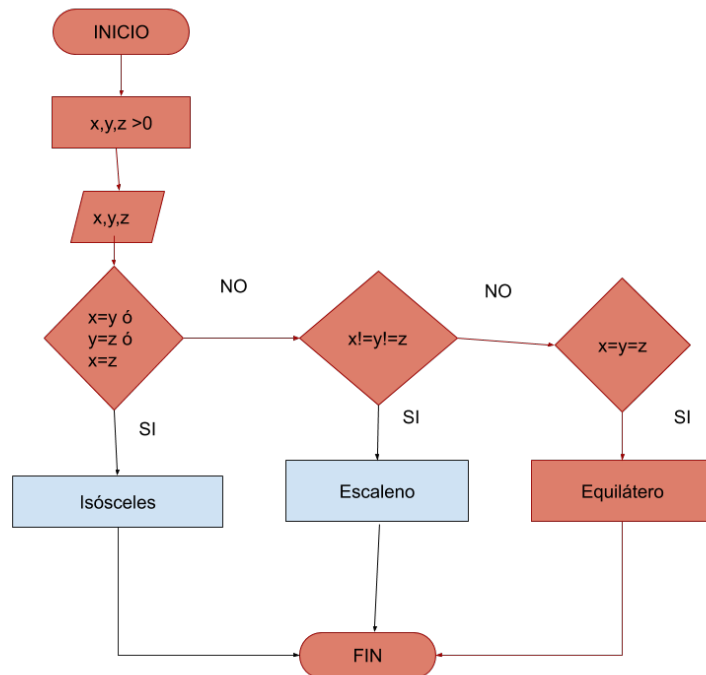 INICIO
x,y,z >0
x,y,z
x=y ó
y=z ó
x=z
NO
x!=y!=z
NO
x=y=z
SI
SI
SI
Isósceles
Escaleno
Equilátero
FIN